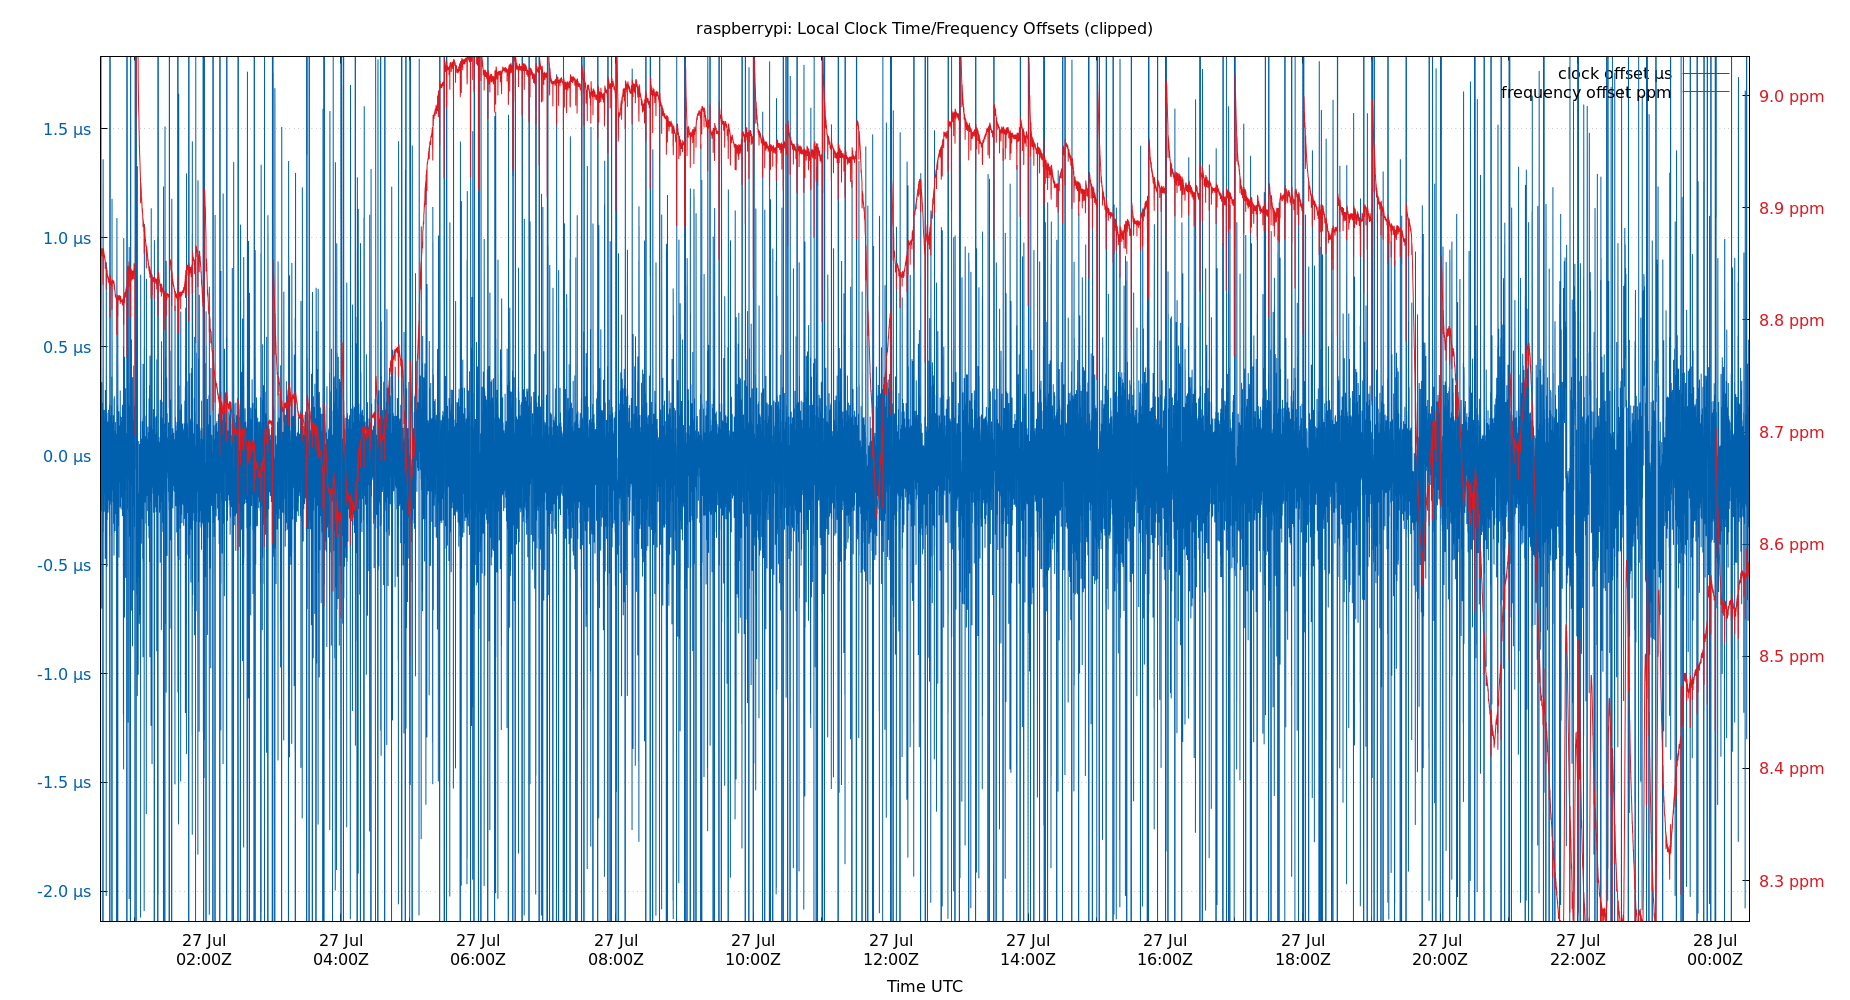 raspberrypi: Local Clock Time/Frequency Offsets (clipped)
clock offset µs
frequency offset ppm
1.5 µs
1.0 µs
0.5 µs
0.0 µs
-0.5 µs
-1.0 µs
-1.5 µs
-2.0 µs
9.0 ppm
8.9 ppm
8.8 ppm
8.7 ppm
8.6 ppm
8.5 ppm
8.4 ppm
8.3 ppm
27 Jul 27 Jul 27 Jul 27 Jul 27 Jul 27 Jul 27 Jul 27 Jul 27 Jul 27 Jul 27 Jul 28 Jul
02:00Z 04:00Z 06:00Z 08:00Z 10:00Z 12:00Z 14:00Z 16:00Z 18:00Z 20:00Z 22:00Z 00:00Z
Time UTC